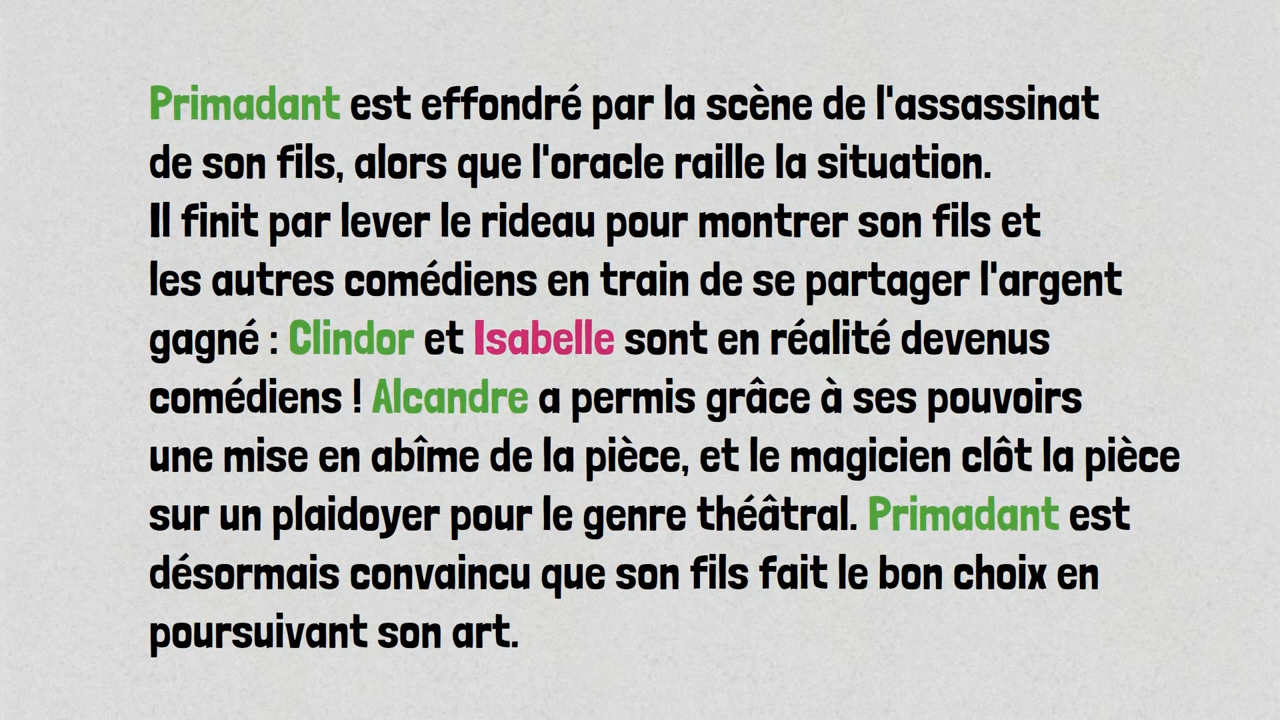 Primadant est effondré par la scène de l'assassinat
de son fils, alors que l'oracle raille la situation.
Il finit par lever le rideau pour montrer son fils et
les autres comédiens en train de se partager l'argent
gagné : Clindor et Isabelle sont en réalité devenus
comédiens ! Alcandre a permis grâce à ses pouvoirs
une mise en abîme de la pièce, et le magicien clôt la pièce
sur un plaidoyer pour le genre théâtral. Primadant est
désormais convaincu que son fils fait le bon choix en
poursuivant son art.